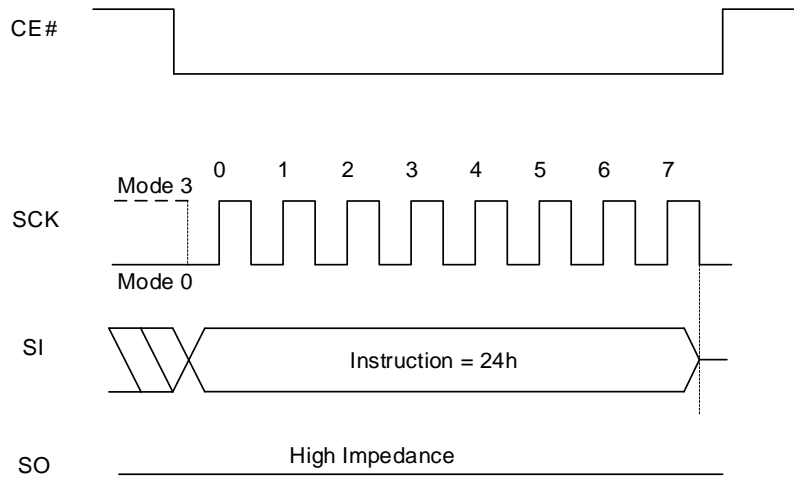 CE#
0 1 2 3 4 5 6 7
Mode 3
SCK
Mode 0
SI
Instruction = 24h
High Impedance
SO